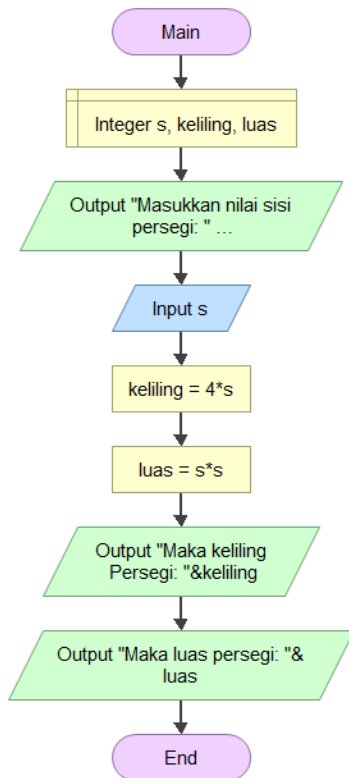 Main
Integer s, keliling, luas
Output "Masukkan nilai sisi
persegi: " ...
Input s
keliling = 4*s
luas = s*s
Output "Maka keliling
Persegi: "&keliling
Output "Maka luas persegi: "&
luas
End